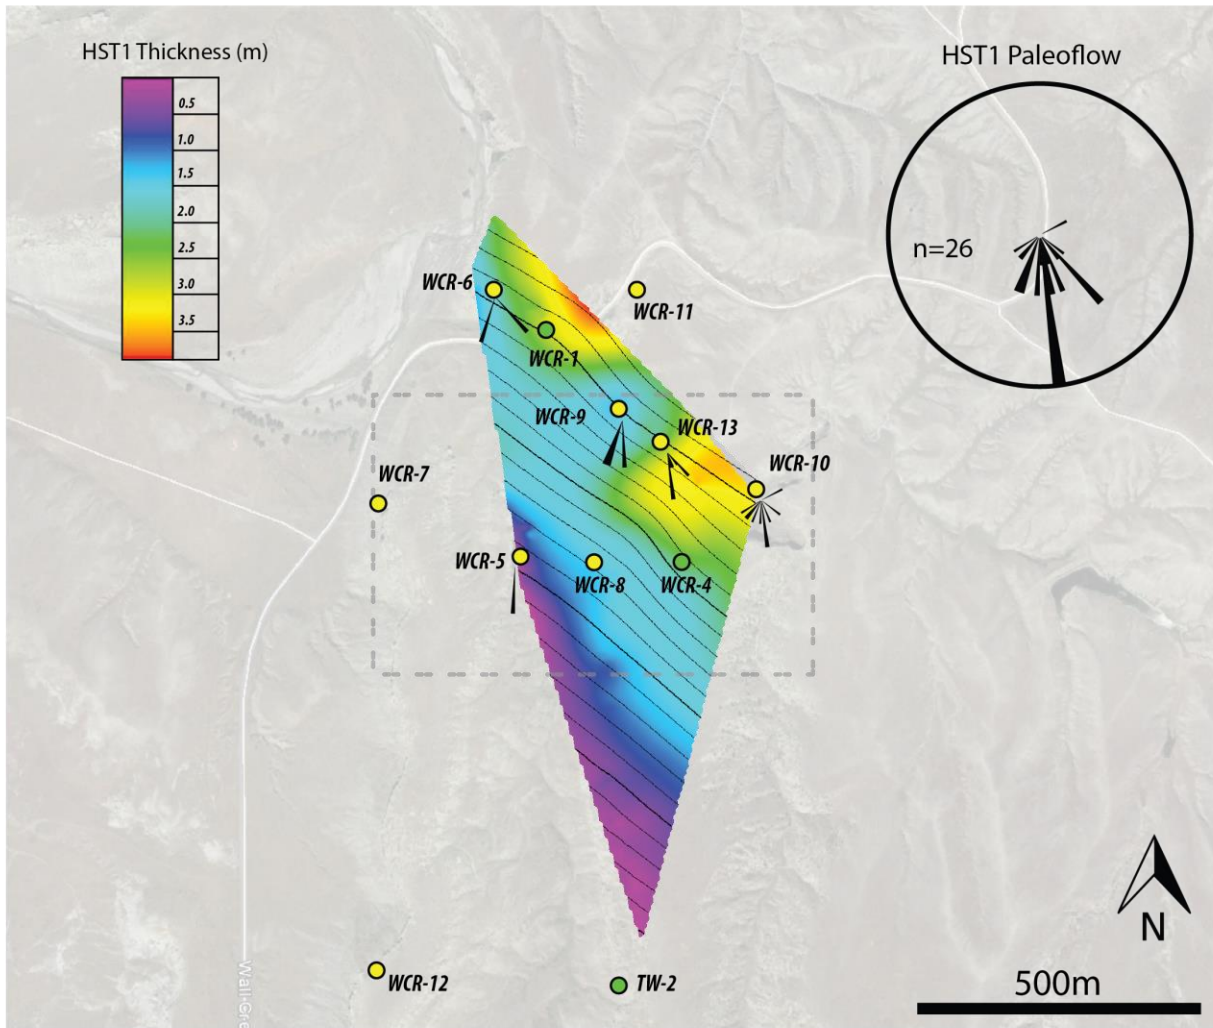 HST1 Thickness (m)
0.5
1.0
1.5
2.0
2.5
3.0
3.5
HST1 Paleoflow
n=26
WCR-6
WCR-11
WCR-1
WCR-9
WCR-13
WCR-10
WCR-7
WCR-5
WCR-8
WCR-4
WCR-12
TW-2
Wall Cre
N
500m